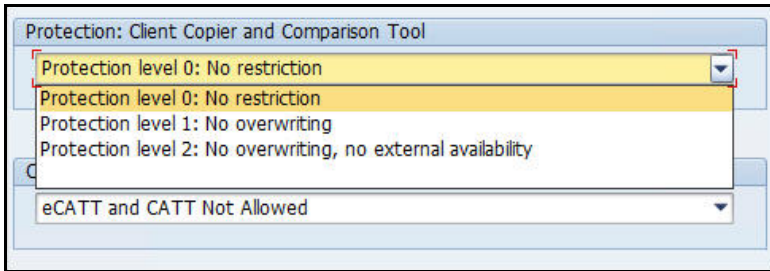 Protection: Client Copier and Comparison Tool
Protection level 0: No restriction
Protection level 0: No restriction
Protection level 1: No overwriting
Protection level 2: No overwriting, no external availability
eCATT and CATT Not Allowed